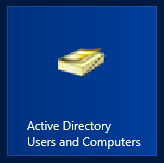 Active Directory
Users and Computers